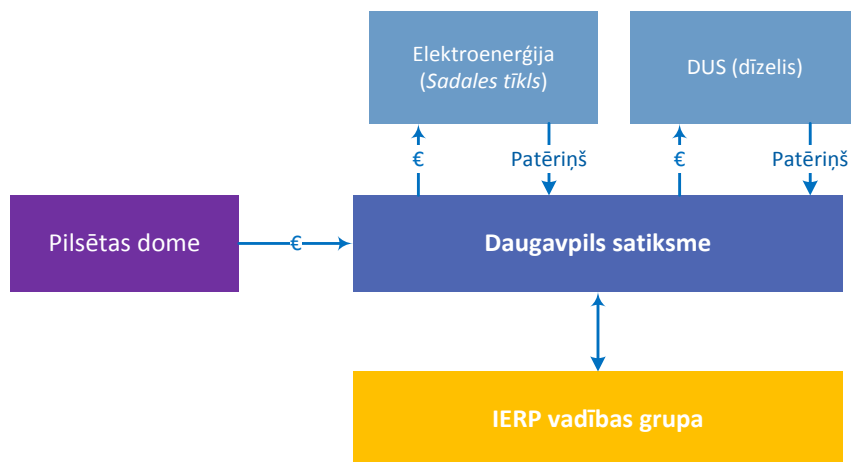 Elektroenerģija
(Sadales tīkls)
DUS (dīzelis)
€
Patēriņš
€
Patēriņš
Pilsētas dome
€
Daugavpils satiksme
IERP vadības grupa